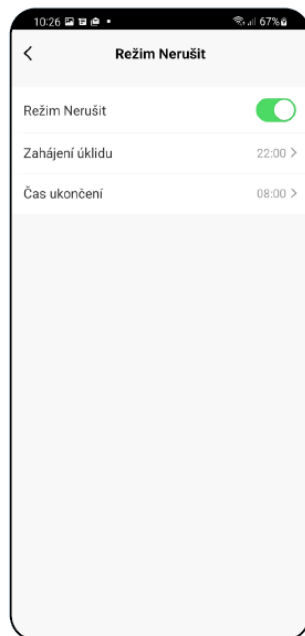 10:26 67%
Režim Nerušit
Režim Nerušit
Zahájení úklidu 22:00
Čas ukončení 08:00